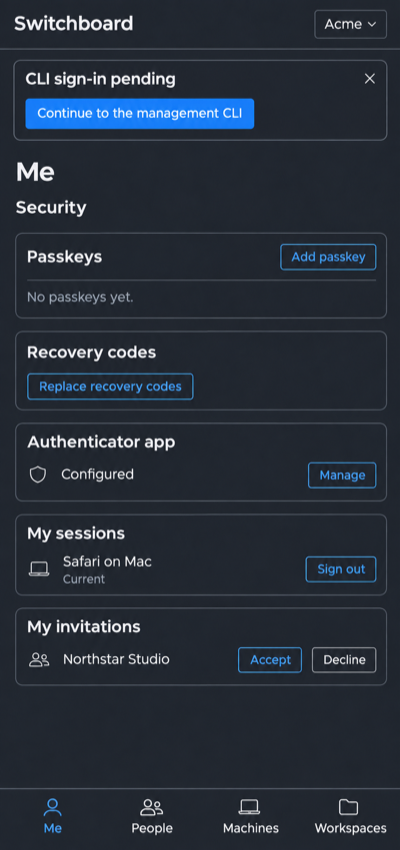 Switchboard
Acme
CLI sign-in pending
Continue to the management CLI
Me
Security
Passkeys
Add passkey
No passkeys yet.
Recovery codes
Replace recovery codes
Authenticator app
Configured
Manage
My sessions
Safari on Mac
Current
Sign out
My invitations
Northstar Studio
Accept
Decline
Me
People
Machines
Workspaces